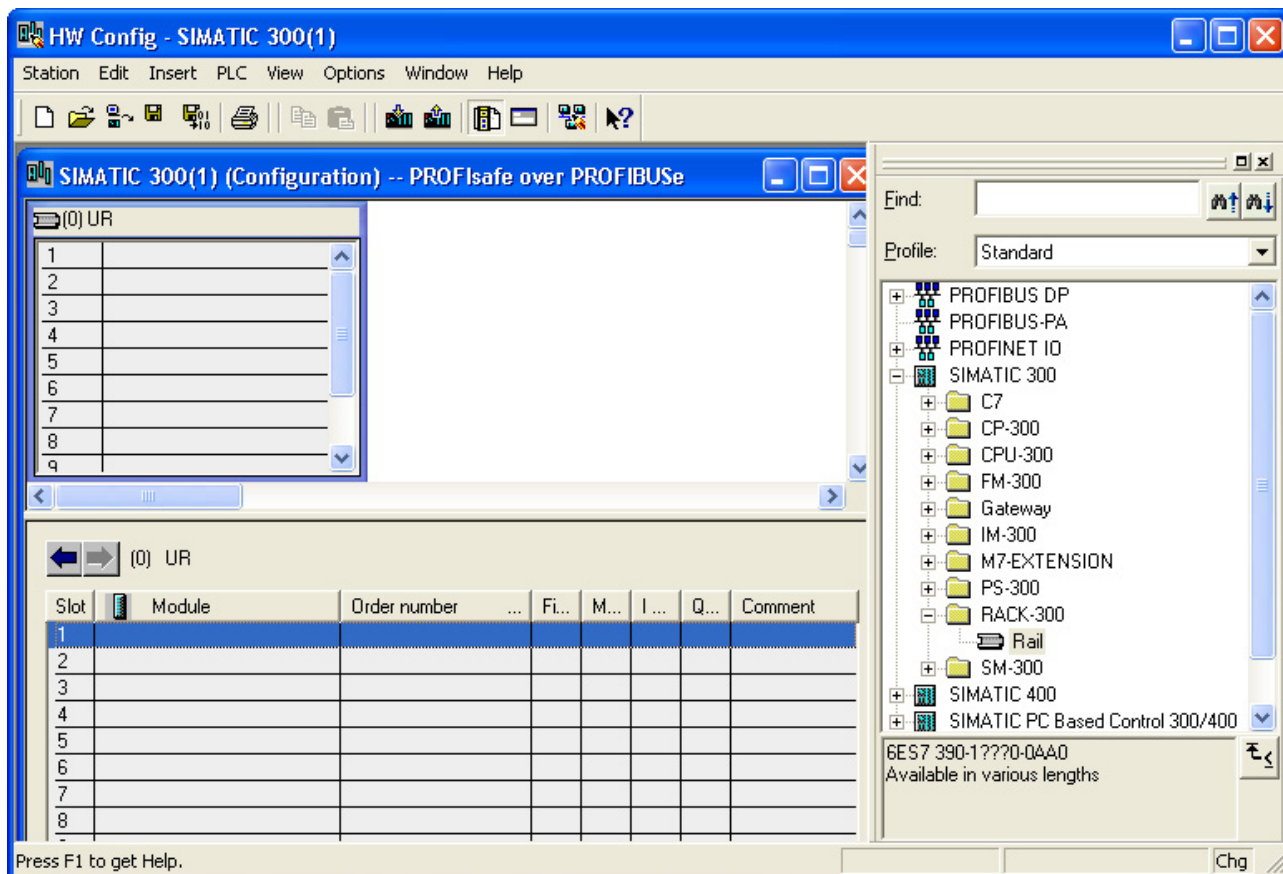 HW Config - SIMATIC 300(1)
Station Edit Insert PLC View Options Window Help
SIMATIC 300(1) (Configuration) -- PROFIsafe over PROFIBUSe
(0) UR
1
2
3
4
5
6
7
8
9
(0) UR
Slot Module Order number ... Fi... M... I ... Q... Comment
1
2
3
4
5
6
7
8
Find:
Profile: Standard
PROFIBUS DP
PROFIBUS-PA
PROFINET IO
SIMATIC 300
C7
CP-300
CPU-300
FM-300
Gateway
IM-300
M7-EXTENSION
PS-300
RACK-300
Rail
SM-300
SIMATIC 400
SIMATIC PC Based Control 300/400
6ES7 390-1???0-0AA0
Available in various lengths
Press F1 to get Help.
Chg